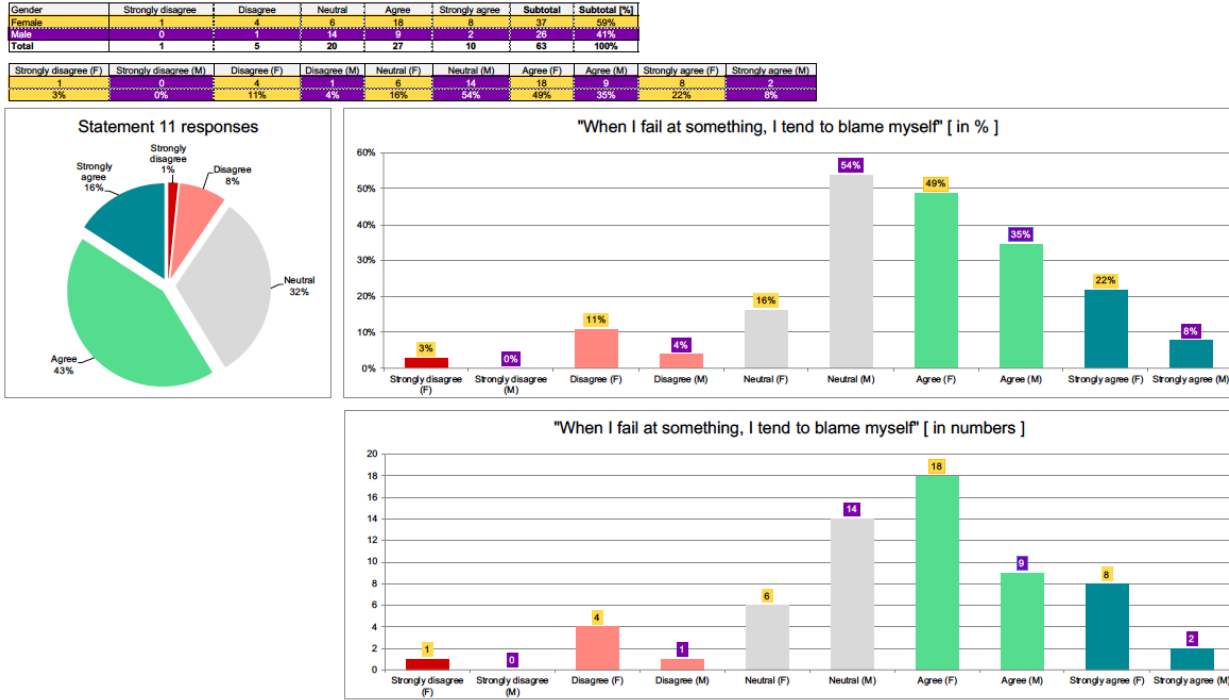 Gender Strongly disagree Disagree Neutral Agree Strongly agree Subtotal Subtotal [%]
Female 1 4 6 18 8 37 59%
Male 0 1 14 9 2 26 41%
Total 1 5 20 27 10 63 100%
Strongly disagree (F) Strongly disagree (M) Disagree (F) Disagree (M) Neutral (F) Neutral (M) Agree (F) Agree (M) Strongly agree (F) Strongly agree (M)
1 0 4 1 6 14 18 9 8 2
3% 0% 11% 4% 16% 54% 49% 35% 22% 8%
Statement 11 responses
Strongly
disagree
1%
Disagree
8%
Neutral
32%
Agree
43%
Strongly
agree
16%
"When I fail at something, I tend to blame myself" [ in % ]
60%
50%
40%
30%
20%
10%
0%
3% 0% 11% 4% 16% 54% 49% 35% 22% 8%
Strongly disagree (F) Strongly disagree (M) Disagree (F) Disagree (M) Neutral (F) Neutral (M) Agree (F) Agree (M) Strongly agree (F) Strongly agree (M)
"When I fail at something, I tend to blame myself" [ in numbers ]
20
18
16
14
12
10
8
6
4
2
0
1 0 4 1 6 14 18 9 8 2
Strongly disagree (F) Strongly disagree (M) Disagree (F) Disagree (M) Neutral (F) Neutral (M) Agree (F) Agree (M) Strongly agree (F) Strongly agree (M)